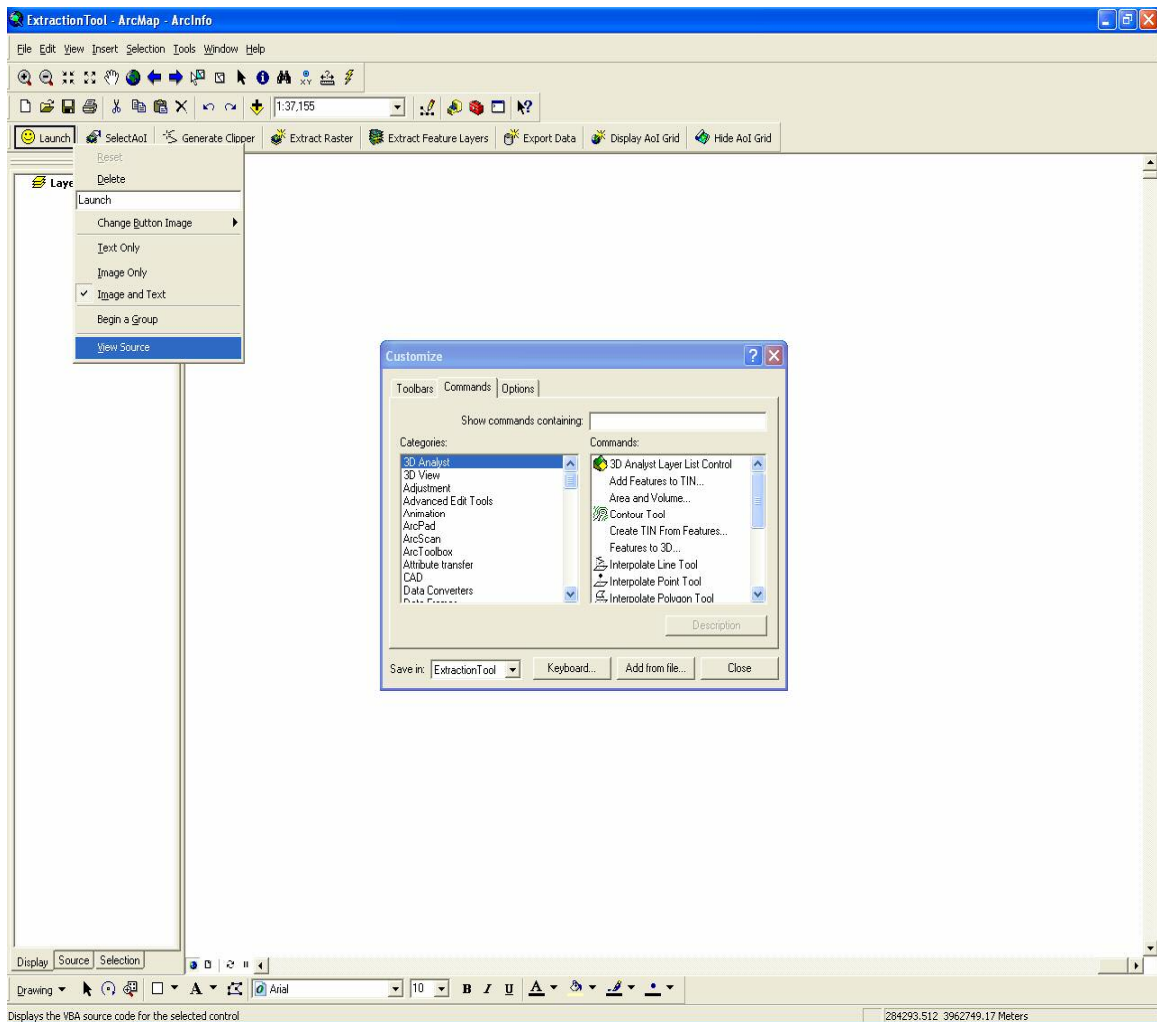 ExtractionTool - ArcMap - ArcInfo
File Edit View Insert Selection Tools Window Help
1:37,155
Launch SelectAoI Generate Clipper Extract Raster Extract Feature Layers Export Data Display AoI Grid Hide AoI Grid
Laye
Reset
Delete
Launch
Change Button Image
Text Only
Image Only
Image and Text
Begin a Group
View Source
Customize
Toolbars Commands Options
Show commands containing:
Categories:
3D Analyst
3D View
Adjustment
Advanced Edit Tools
Animation
ArcPad
ArcScan
ArcToolbox
Attribute transfer
CAD
Data Converters
Data Frames
Commands:
3D Analyst Layer List Control
Add Features to TIN...
Area and Volume...
Contour Tool
Create TIN From Features...
Features to 3D...
Interpolate Line Tool
Interpolate Point Tool
Interpolate Polygon Tool
Description
Save in: ExtractionTool Keyboard... Add from file... Close
Display Source Selection
Drawing A Arial 10 B I U A
Displays the VBA source code for the selected control 284293.512 3962749.17 Meters